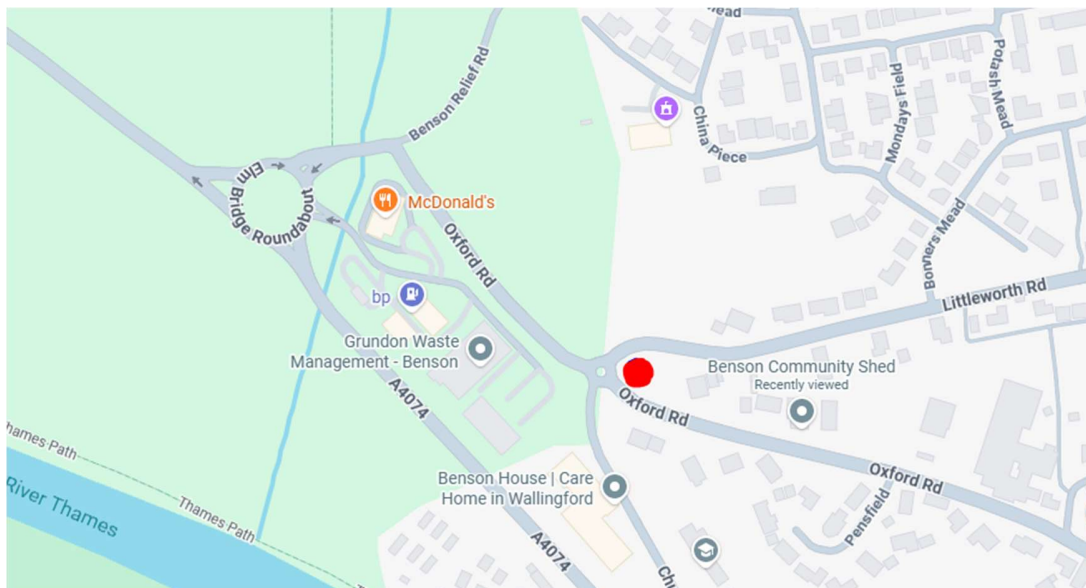 Benson Relief Rd
China Piece
Mondays Field
Potash Mead
Elm Bridge Roundabout
McDonald's
Oxford Rd
Bonners Mead
bp
Littleworth Rd
Grundon Waste
Management - Benson
Benson Community Shed
Recently viewed
A4074
Oxford Rd
Thames Path
River Thames
Thames Path
Benson House | Care
Home in Wallingford
Oxford Rd
Pensfield
A4074